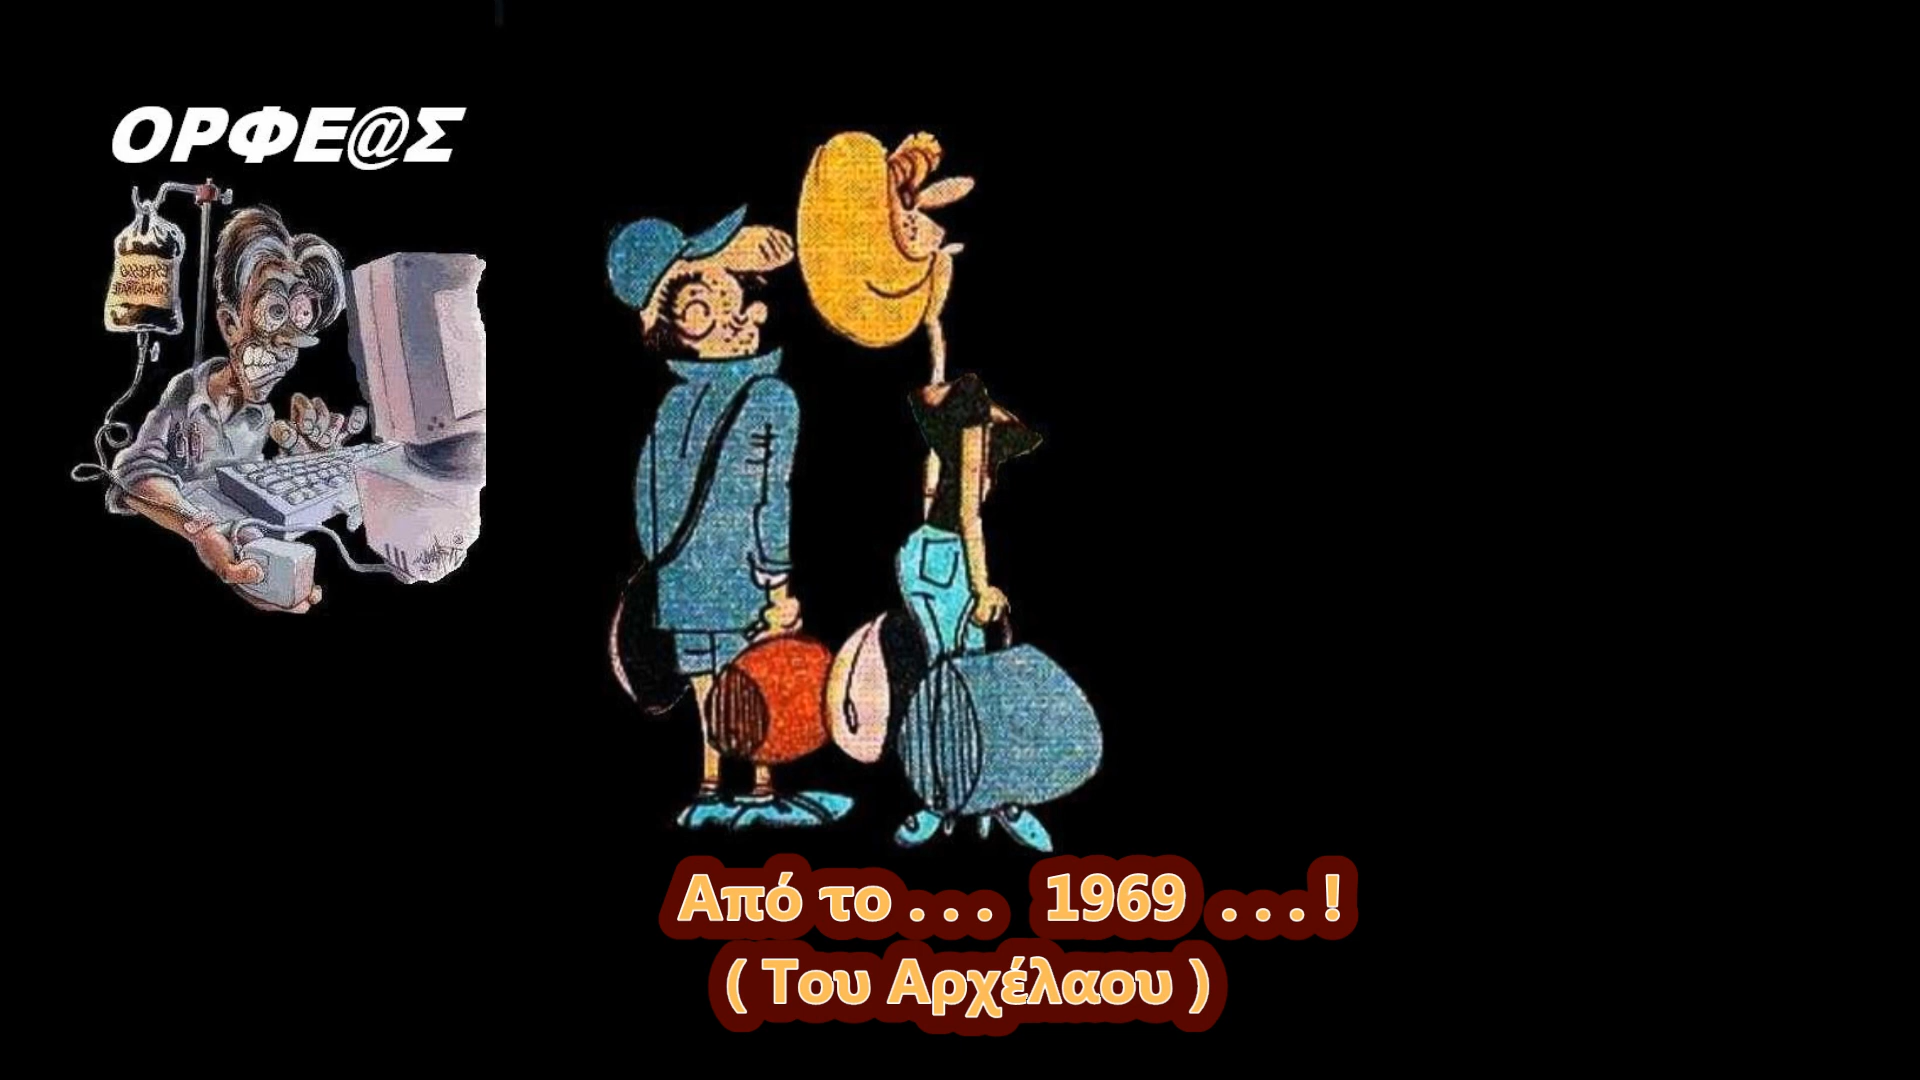 ΟΡΦΕ@Σ
Από το . . . 1969 . . . !
( Του Αρχέλαου )